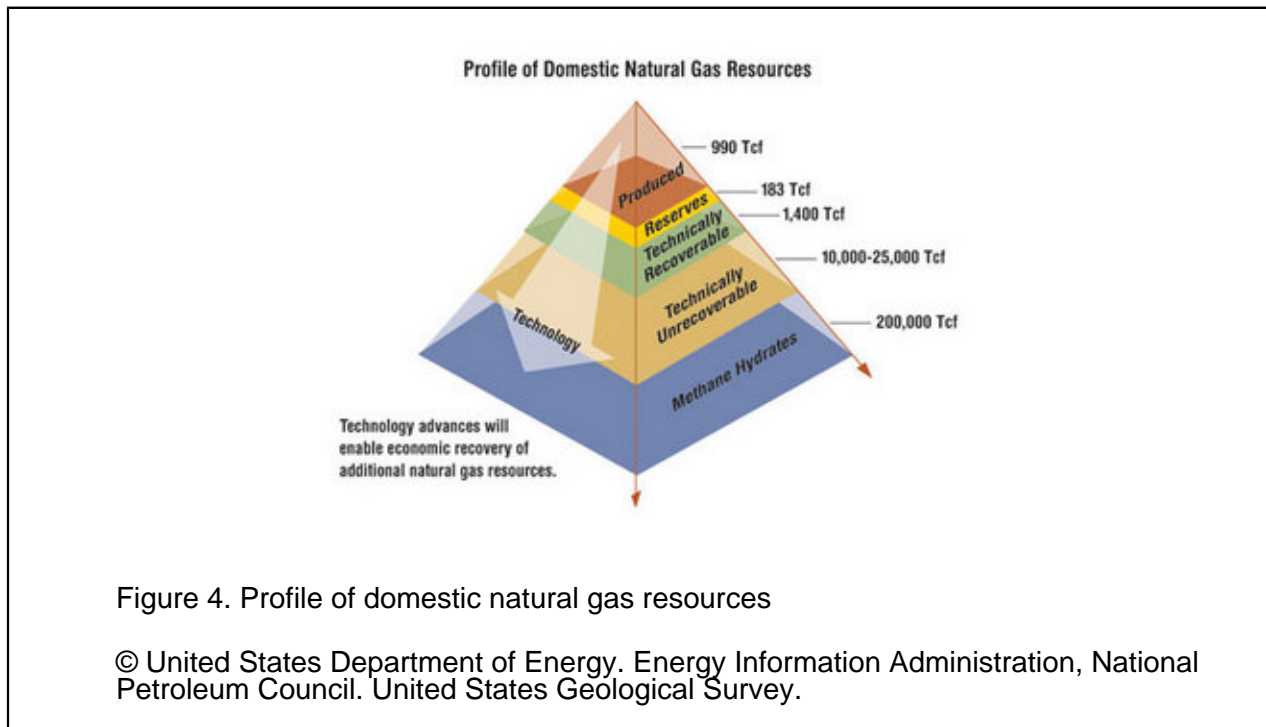 Profile of Domestic Natural Gas Resources
990 Tcf
Produced
183 Tcf
Reserves
1,400 Tcf
Technically
Recoverable
10,000-25,000 Tcf
Technically
Unrecoverable
200,000 Tcf
Technology
Methane Hydrates
Technology advances will
enable economic recovery of
additional natural gas resources.
Figure 4. Profile of domestic natural gas resources
© United States Department of Energy. Energy Information Administration, National
Petroleum Council. United States Geological Survey.